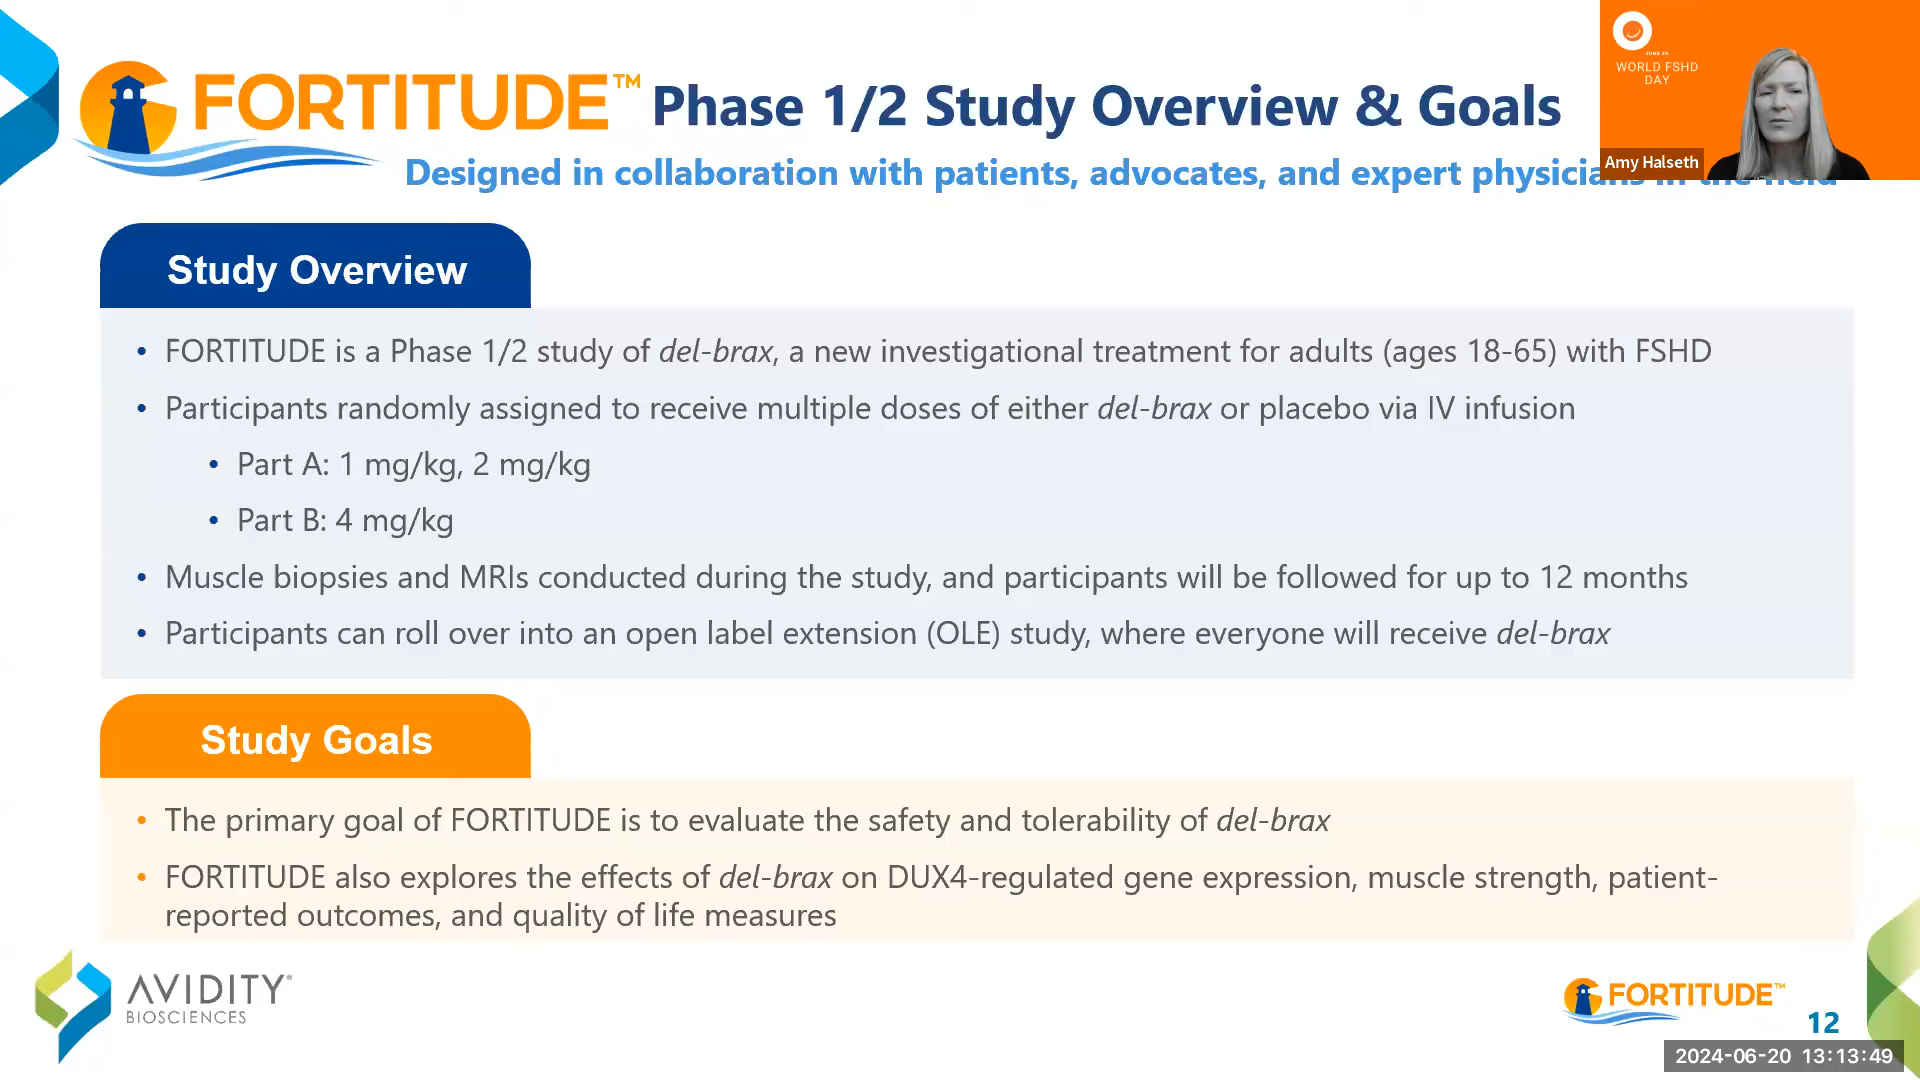 FORTITUDE™ Phase 1/2 Study Overview & Goals
Designed in collaboration with patients, advocates, and expert physicians in the field
JUNE 20
WORLD FSHD
DAY
Amy Halseth
Study Overview
• FORTITUDE is a Phase 1/2 study of del-brax, a new investigational treatment for adults (ages 18-65) with FSHD
• Participants randomly assigned to receive multiple doses of either del-brax or placebo via IV infusion
• Part A: 1 mg/kg, 2 mg/kg
• Part B: 4 mg/kg
• Muscle biopsies and MRIs conducted during the study, and participants will be followed for up to 12 months
• Participants can roll over into an open label extension (OLE) study, where everyone will receive del-brax
Study Goals
• The primary goal of FORTITUDE is to evaluate the safety and tolerability of del-brax
• FORTITUDE also explores the effects of del-brax on DUX4-regulated gene expression, muscle strength, patient-
reported outcomes, and quality of life measures
AVIDITY®
BIOSCIENCES
FORTITUDE™
12
2024-06-20 13:13:49